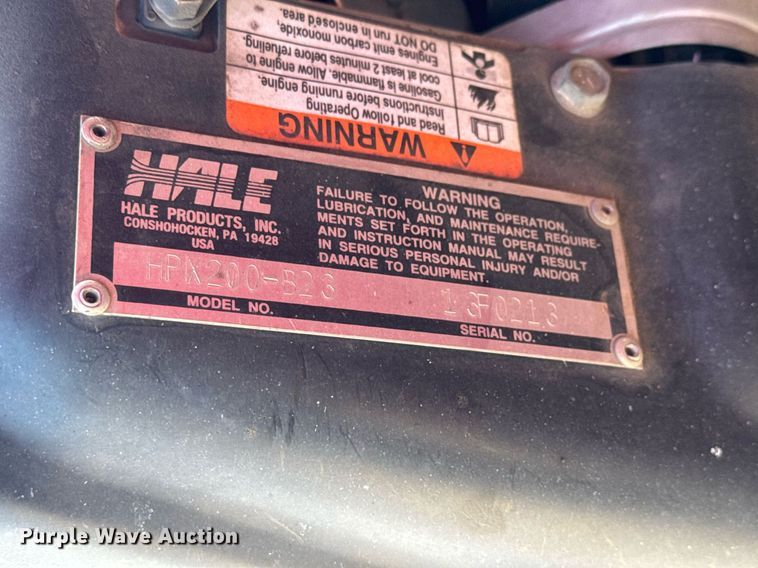 WARNING
Read and follow Operating
Instructions before running engine.
Gasoline is flammable. Allow engine to
cool at least 2 minutes before refueling.
Engines emit carbon monoxide,
DO NOT run in enclosed area.
HALE
HALE PRODUCTS, INC.
CONSHOHOCKEN, PA 19428
USA
WARNING
FAILURE TO FOLLOW THE OPERATION,
LUBRICATION, AND MAINTENANCE REQUIRE-
MENTS SET FORTH IN THE OPERATING
AND INSTRUCTION MANUAL MAY RESULT
IN SERIOUS PERSONAL INJURY AND/OR
DAMAGE TO EQUIPMENT.
HPX200-B23
MODEL NO.
SERIAL NO.
Purple Wave Auction